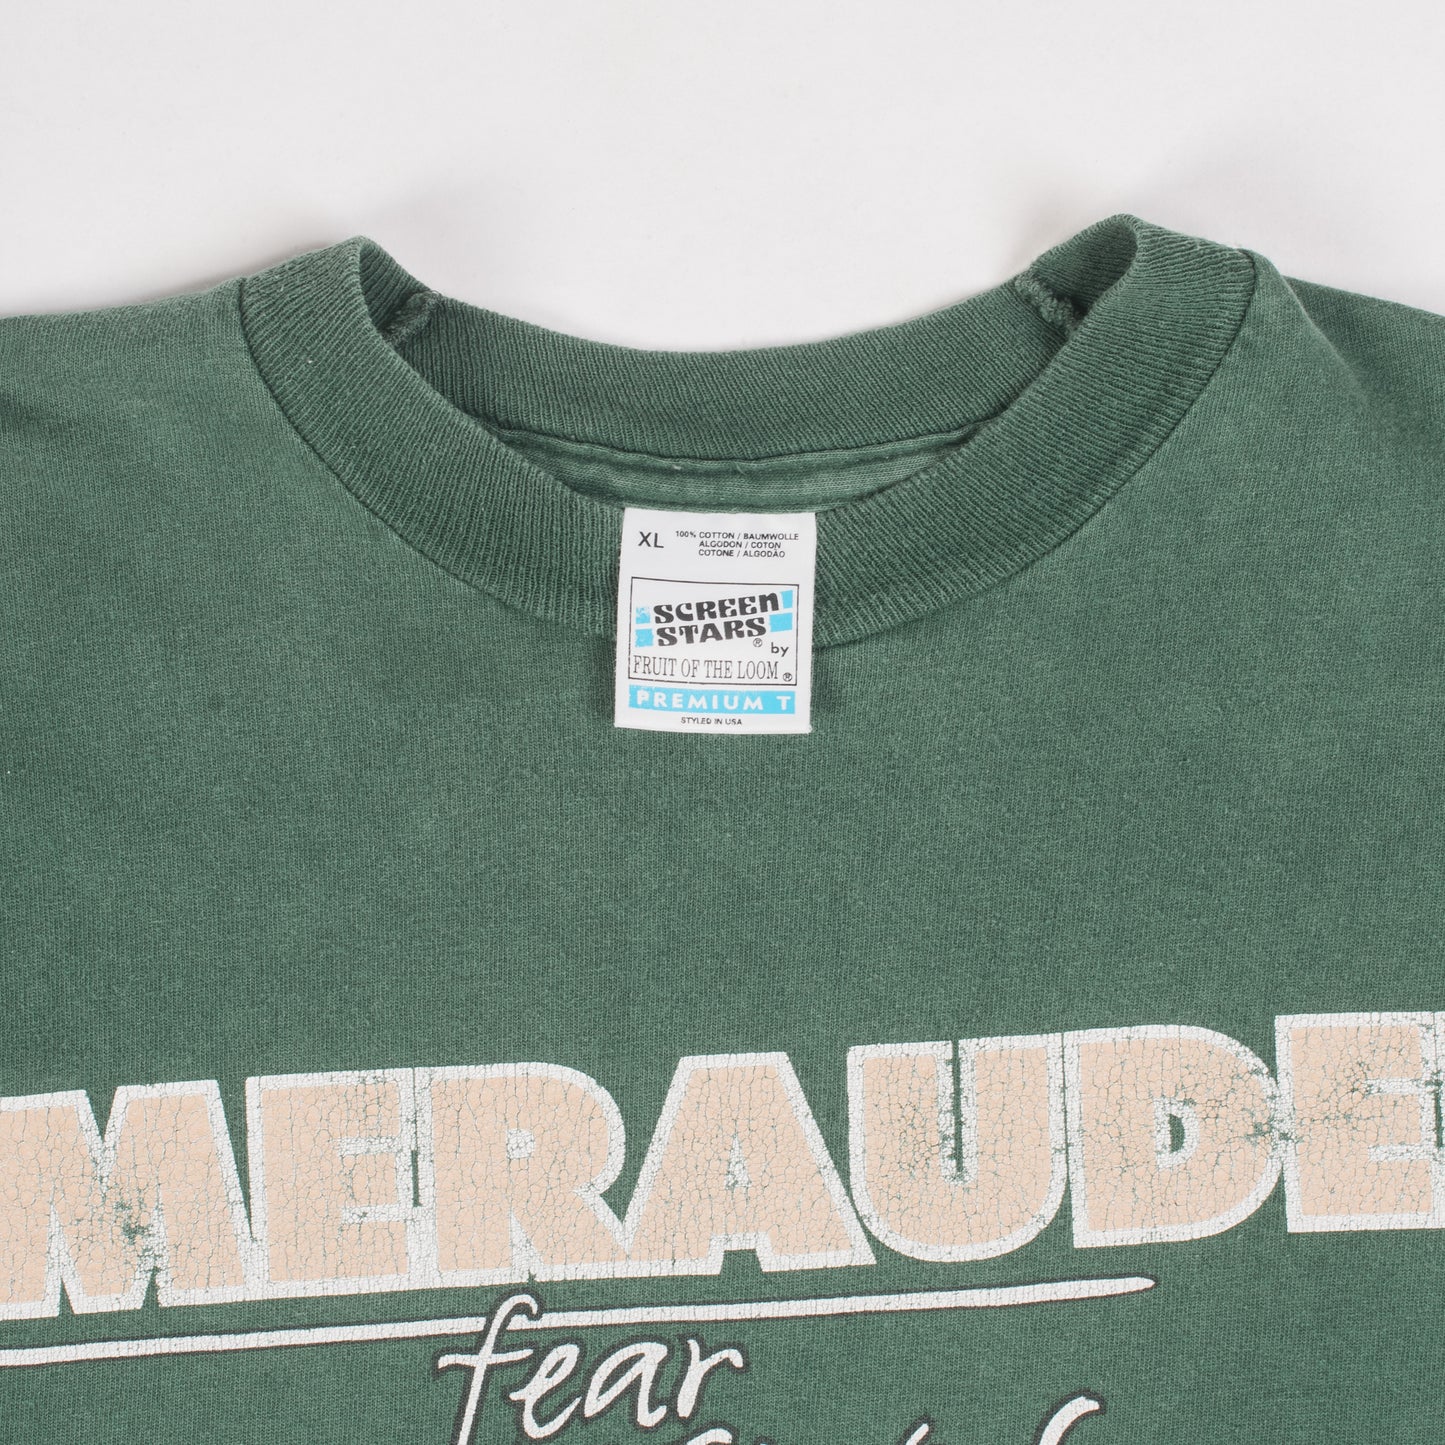 XL 100% COTTON / BAUMWOLLE
ALGODON / COTON
COTONE / ALGODÃO
SCREEN
STARS® by
FRUIT OF THE LOOM®
PREMIUM T
STYLED IN USA
MERAUDE
fear